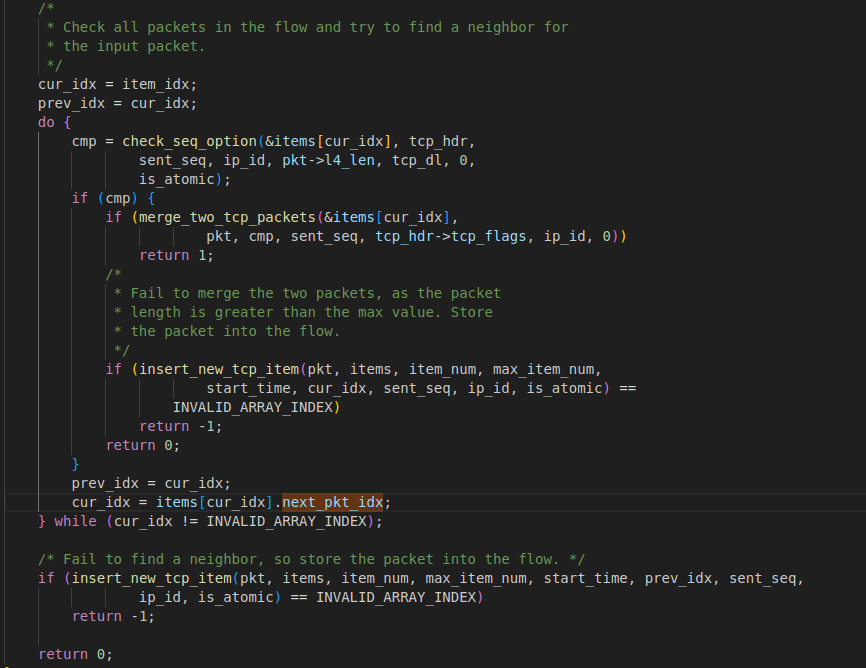 /*
 * Check all packets in the flow and try to find a neighbor for
 * the input packet.
 */
cur_idx = item_idx;
prev_idx = cur_idx;
do {
cmp = check_seq_option(&items[cur_idx], tcp_hdr,
sent_seq, ip_id, pkt->l4_len, tcp_dl, 0,
is_atomic);
if (cmp) {
if (merge_two_tcp_packets(&items[cur_idx],
pkt, cmp, sent_seq, tcp_hdr->tcp_flags, ip_id, 0))
return 1;
/*
 * Fail to merge the two packets, as the packet
 * length is greater than the max value. Store
 * the packet into the flow.
 */
if (insert_new_tcp_item(pkt, items, item_num, max_item_num,
start_time, cur_idx, sent_seq, ip_id, is_atomic) ==
INVALID_ARRAY_INDEX)
return -1;
return 0;
}
prev_idx = cur_idx;
cur_idx = items[cur_idx].next_pkt_idx;
} while (cur_idx != INVALID_ARRAY_INDEX);
/* Fail to find a neighbor, so store the packet into the flow. */
if (insert_new_tcp_item(pkt, items, item_num, max_item_num, start_time, prev_idx, sent_seq,
ip_id, is_atomic) == INVALID_ARRAY_INDEX)
return -1;
return 0;